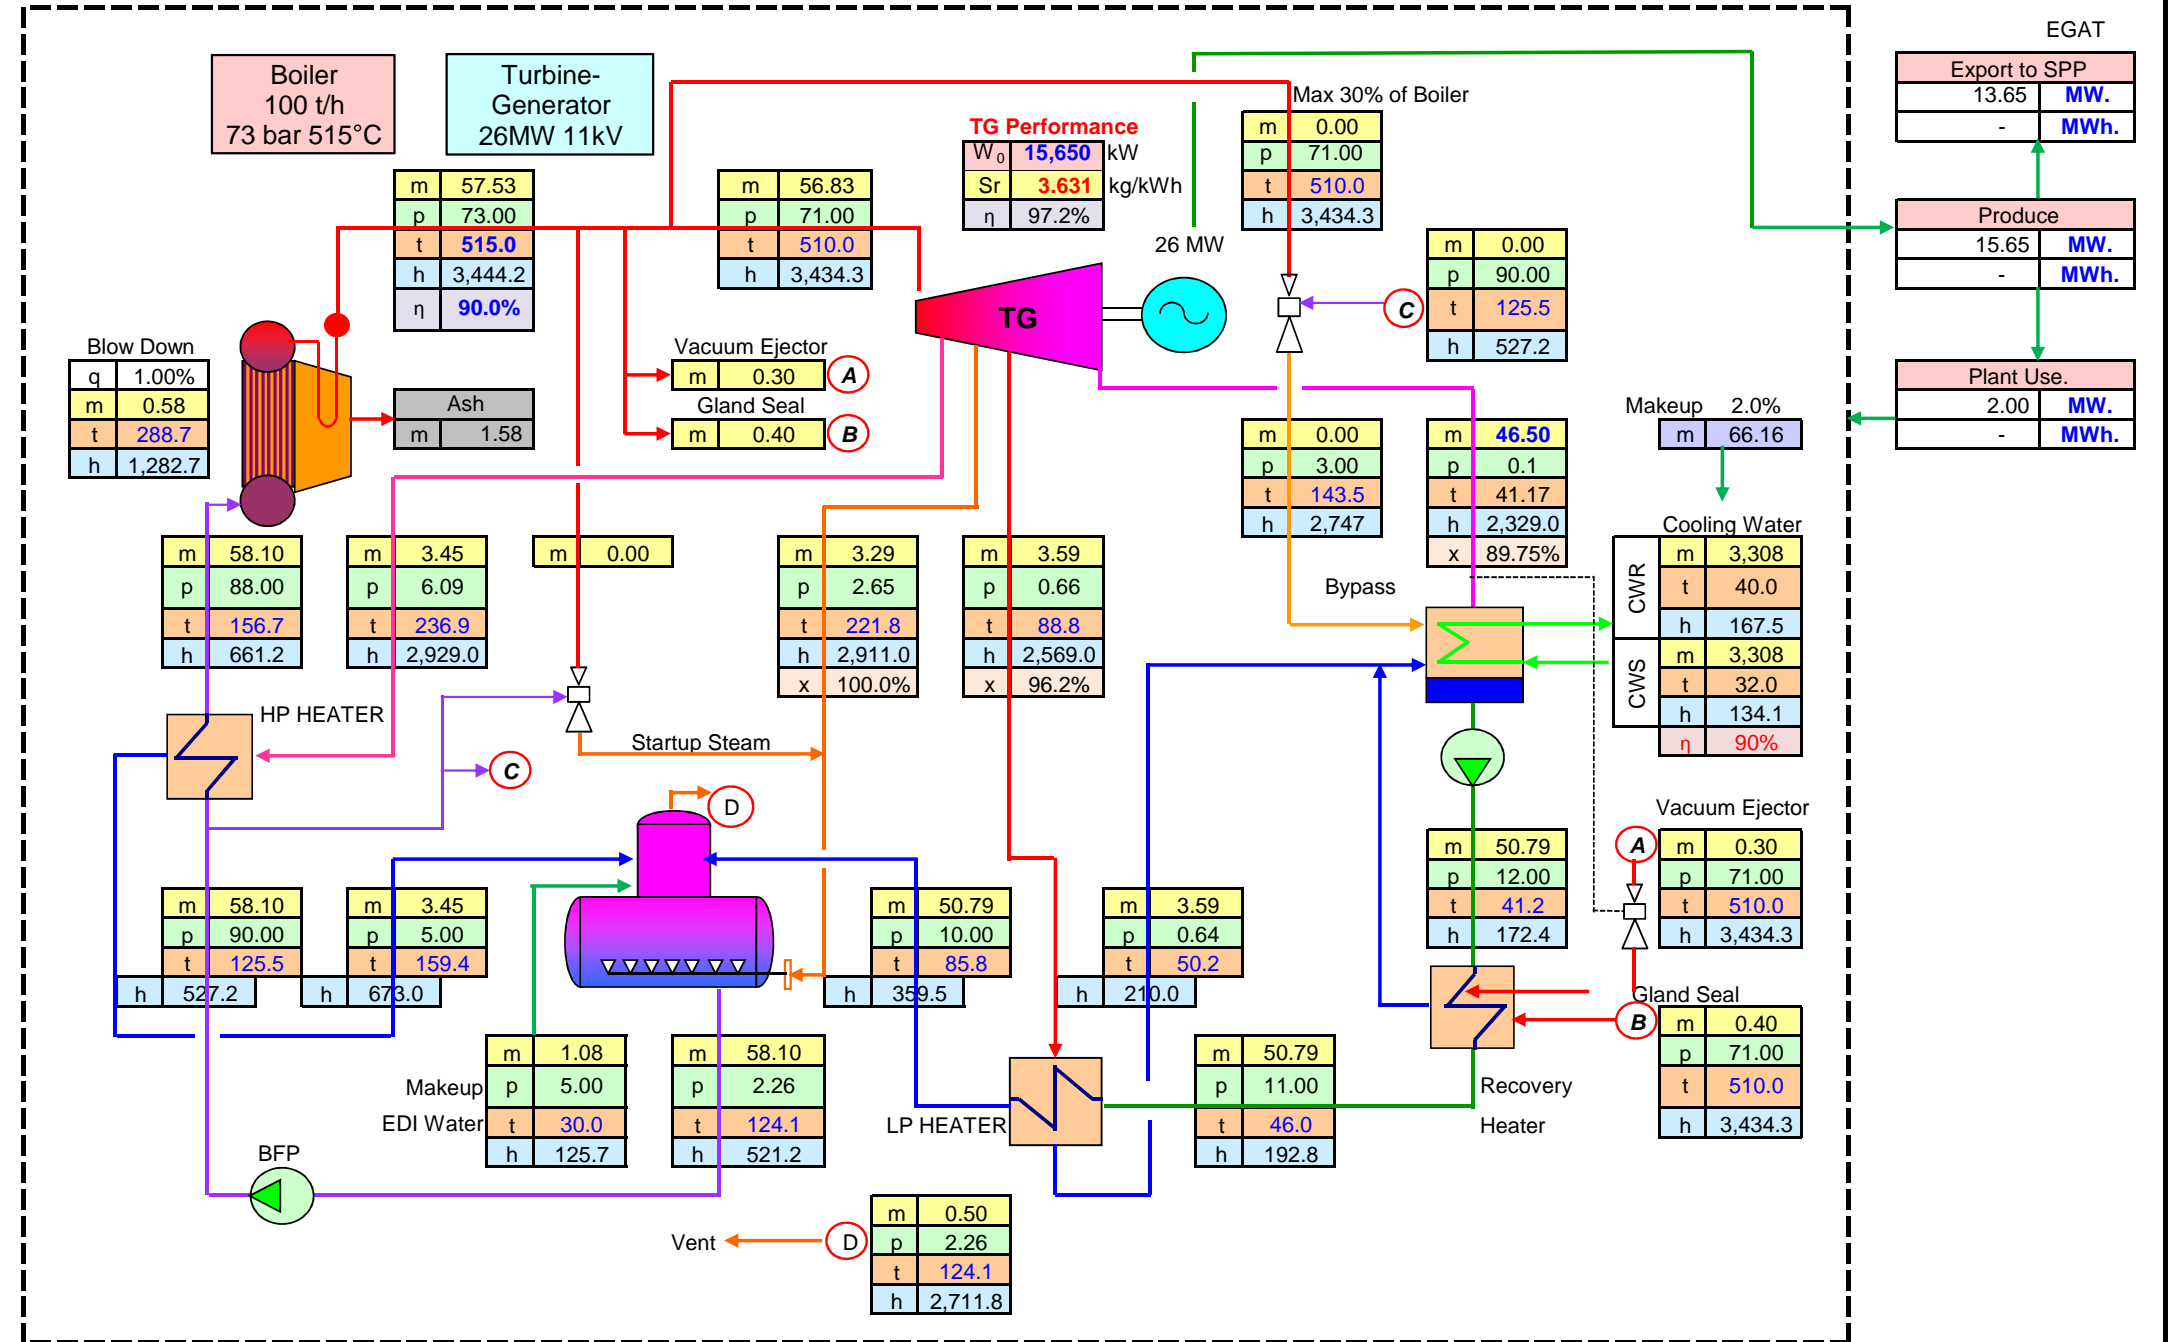 EGAT
Boiler
100 t/h
73 bar 515°C
Turbine-
Generator
26MW 11kV
Export to SPP
13.65 MW.
- MWh.
Max 30% of Boiler
m 0.00
p 71.00
t 510.0
h 3,434.3
TG Performance
W0 15,650 kW
Sr 3.631 kg/kWh
η 97.2%
m 57.53
p 73.00
t 515.0
h 3,444.2
η 90.0%
m 56.83
p 71.00
t 510.0
h 3,434.3
26 MW
Produce
15.65 MW.
- MWh.
m 0.00
p 90.00
t 125.5
h 527.2
C
TG
Blow Down
q 1.00%
m 0.58
t 288.7
h 1,282.7
Ash
m 1.58
Vacuum Ejector
m 0.30 A
Gland Seal
m 0.40 B
Plant Use.
2.00 MW.
- MWh.
Makeup 2.0%
m 66.16
m 0.00
p 3.00
t 143.5
h 2,747
m 46.50
p 0.1
t 41.17
h 2,329.0
x 89.75%
Cooling Water
CWR
m 3,308
t 40.0
h 167.5
CWS
m 3,308
t 32.0
h 134.1
η 90%
m 58.10
p 88.00
t 156.7
h 661.2
m 3.45
p 6.09
t 236.9
h 2,929.0
m 0.00
m 3.29
p 2.65
t 221.8
h 2,911.0
x 100.0%
m 3.59
p 0.66
t 88.8
h 2,569.0
x 96.2%
Bypass
HP HEATER
Startup Steam
C
D
Vacuum Ejector
A
m 0.30
p 71.00
t 510.0
h 3,434.3
m 50.79
p 12.00
t 41.2
h 172.4
m 58.10
p 90.00
t 125.5
h 527.2
m 3.45
p 5.00
t 159.4
h 673.0
m 50.79
p 10.00
t 85.8
h 359.5
m 3.59
p 0.64
t 50.2
h 210.0
Gland Seal
B
m 0.40
p 71.00
t 510.0
h 3,434.3
Makeup
EDI Water
m 1.08
p 5.00
t 30.0
h 125.7
m 58.10
p 2.26
t 124.1
h 521.2
LP HEATER
m 50.79
p 11.00
t 46.0
h 192.8
Recovery
Heater
BFP
Vent
D
m 0.50
p 2.26
t 124.1
h 2,711.8